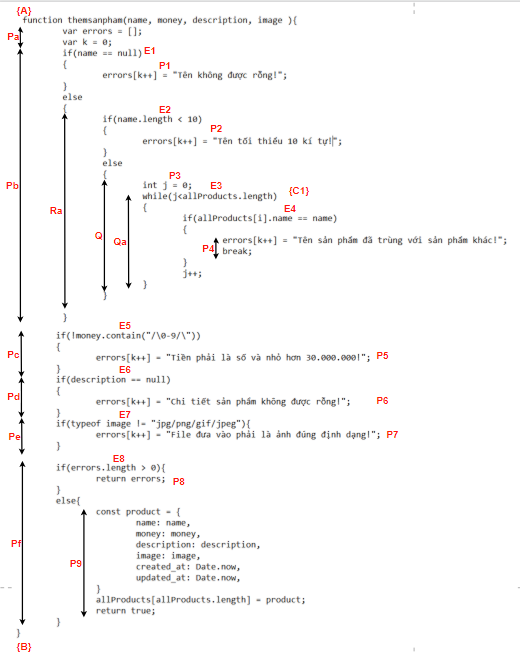 {A}
function themsanpham(name, money, description, image ){
Pa
var errors = [];
var k = 0;
if(name == null) E1
{ P1
errors[k++] = "Tên không được rỗng!";
}
else
{ E2
if(name.length < 10)
{ P2
errors[k++] = "Tên tối thiểu 10 kí tự!";
}
else
{ P3
int j = 0; E3
while(j<allProducts.length) {C1}
Pb
{ E4
Ra
if(allProducts[i].name == name)
Q
Qa
{
errors[k++] = "Tên sản phẩm đã trùng với sản phẩm khác!";
P4
break;
}
j++;
}
}
}
E5
if(!money.contain("/\0-9/\"))
{
Pc
errors[k++] = "Tiền phải là số và nhỏ hơn 30.000.000!"; P5
} E6
if(description == null)
{
Pd
errors[k++] = "Chi tiết sản phẩm không được rỗng!"; P6
} E7
if(typeof image != "jpg/png/gif/jpeg"){
Pe
errors[k++] = "File đưa vào phải là ảnh đúng định dạng!"; P7
}
E8
if(errors.length > 0){
return errors; P8
}
else{
const product = {
name: name,
Pf
money: money,
description: description,
P9
image: image,
created_at: Date.now,
updated_at: Date.now,
}
allProducts[allProducts.length] = product;
return true;
}
}
{B}